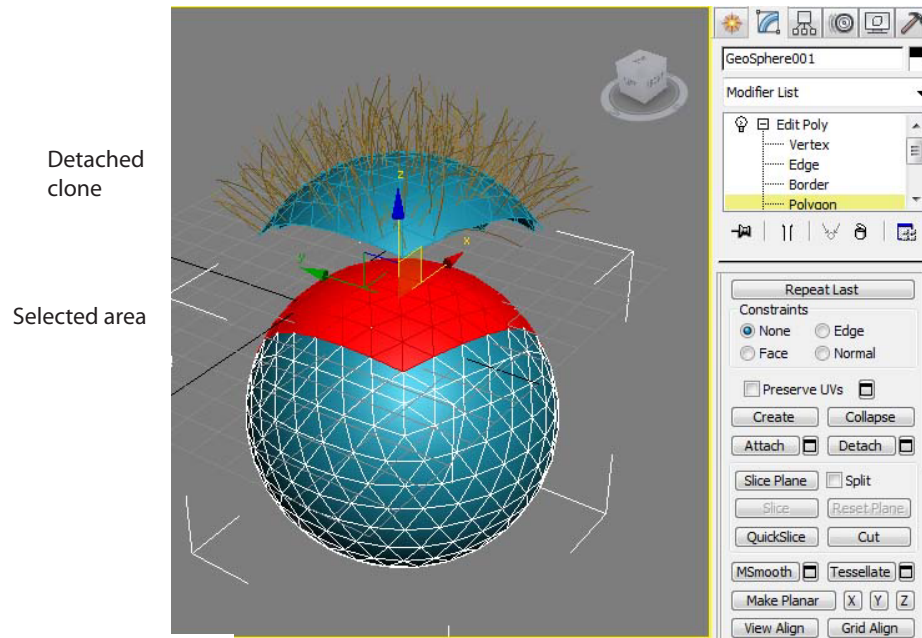 Detached
clone
Selected area
z
x
y
GeoSphere001
Modifier List
Edit Poly
Vertex
Edge
Border
Polygon
Repeat Last
Constraints
None Edge
Face Normal
Preserve UVs
Create Collapse
Attach Detach
Slice Plane Split
Slice Reset Plane
QuickSlice Cut
MSmooth Tessellate
Make Planar X Y Z
View Align Grid Align